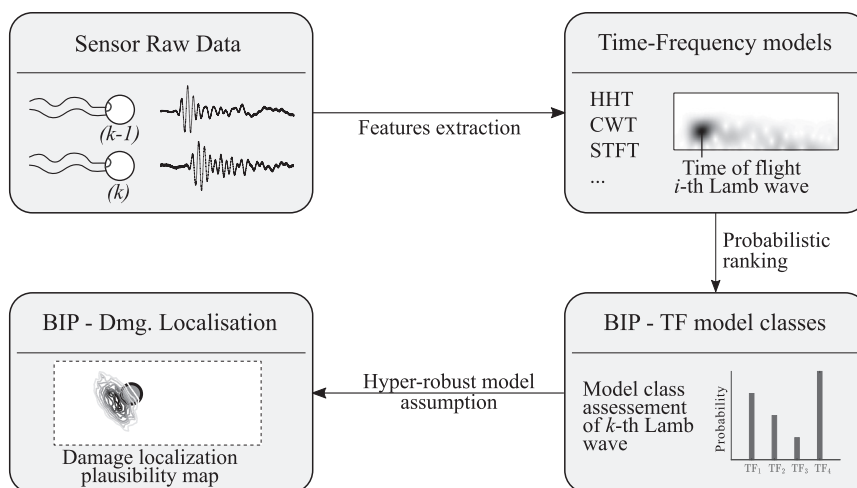 Sensor Raw Data
(k-1)
(k)
Features extraction
Time-Frequency models
HHT
CWT
STFT
...
Time of flight
i-th Lamb wave
Probabilistic
ranking
BIP - TF model classes
Model class
assessement
of k-th Lamb
wave
Probability
TF1 TF2 TF3 TF4
Hyper-robust model
assumption
BIP - Dmg. Localisation
Damage localization
plausibility map